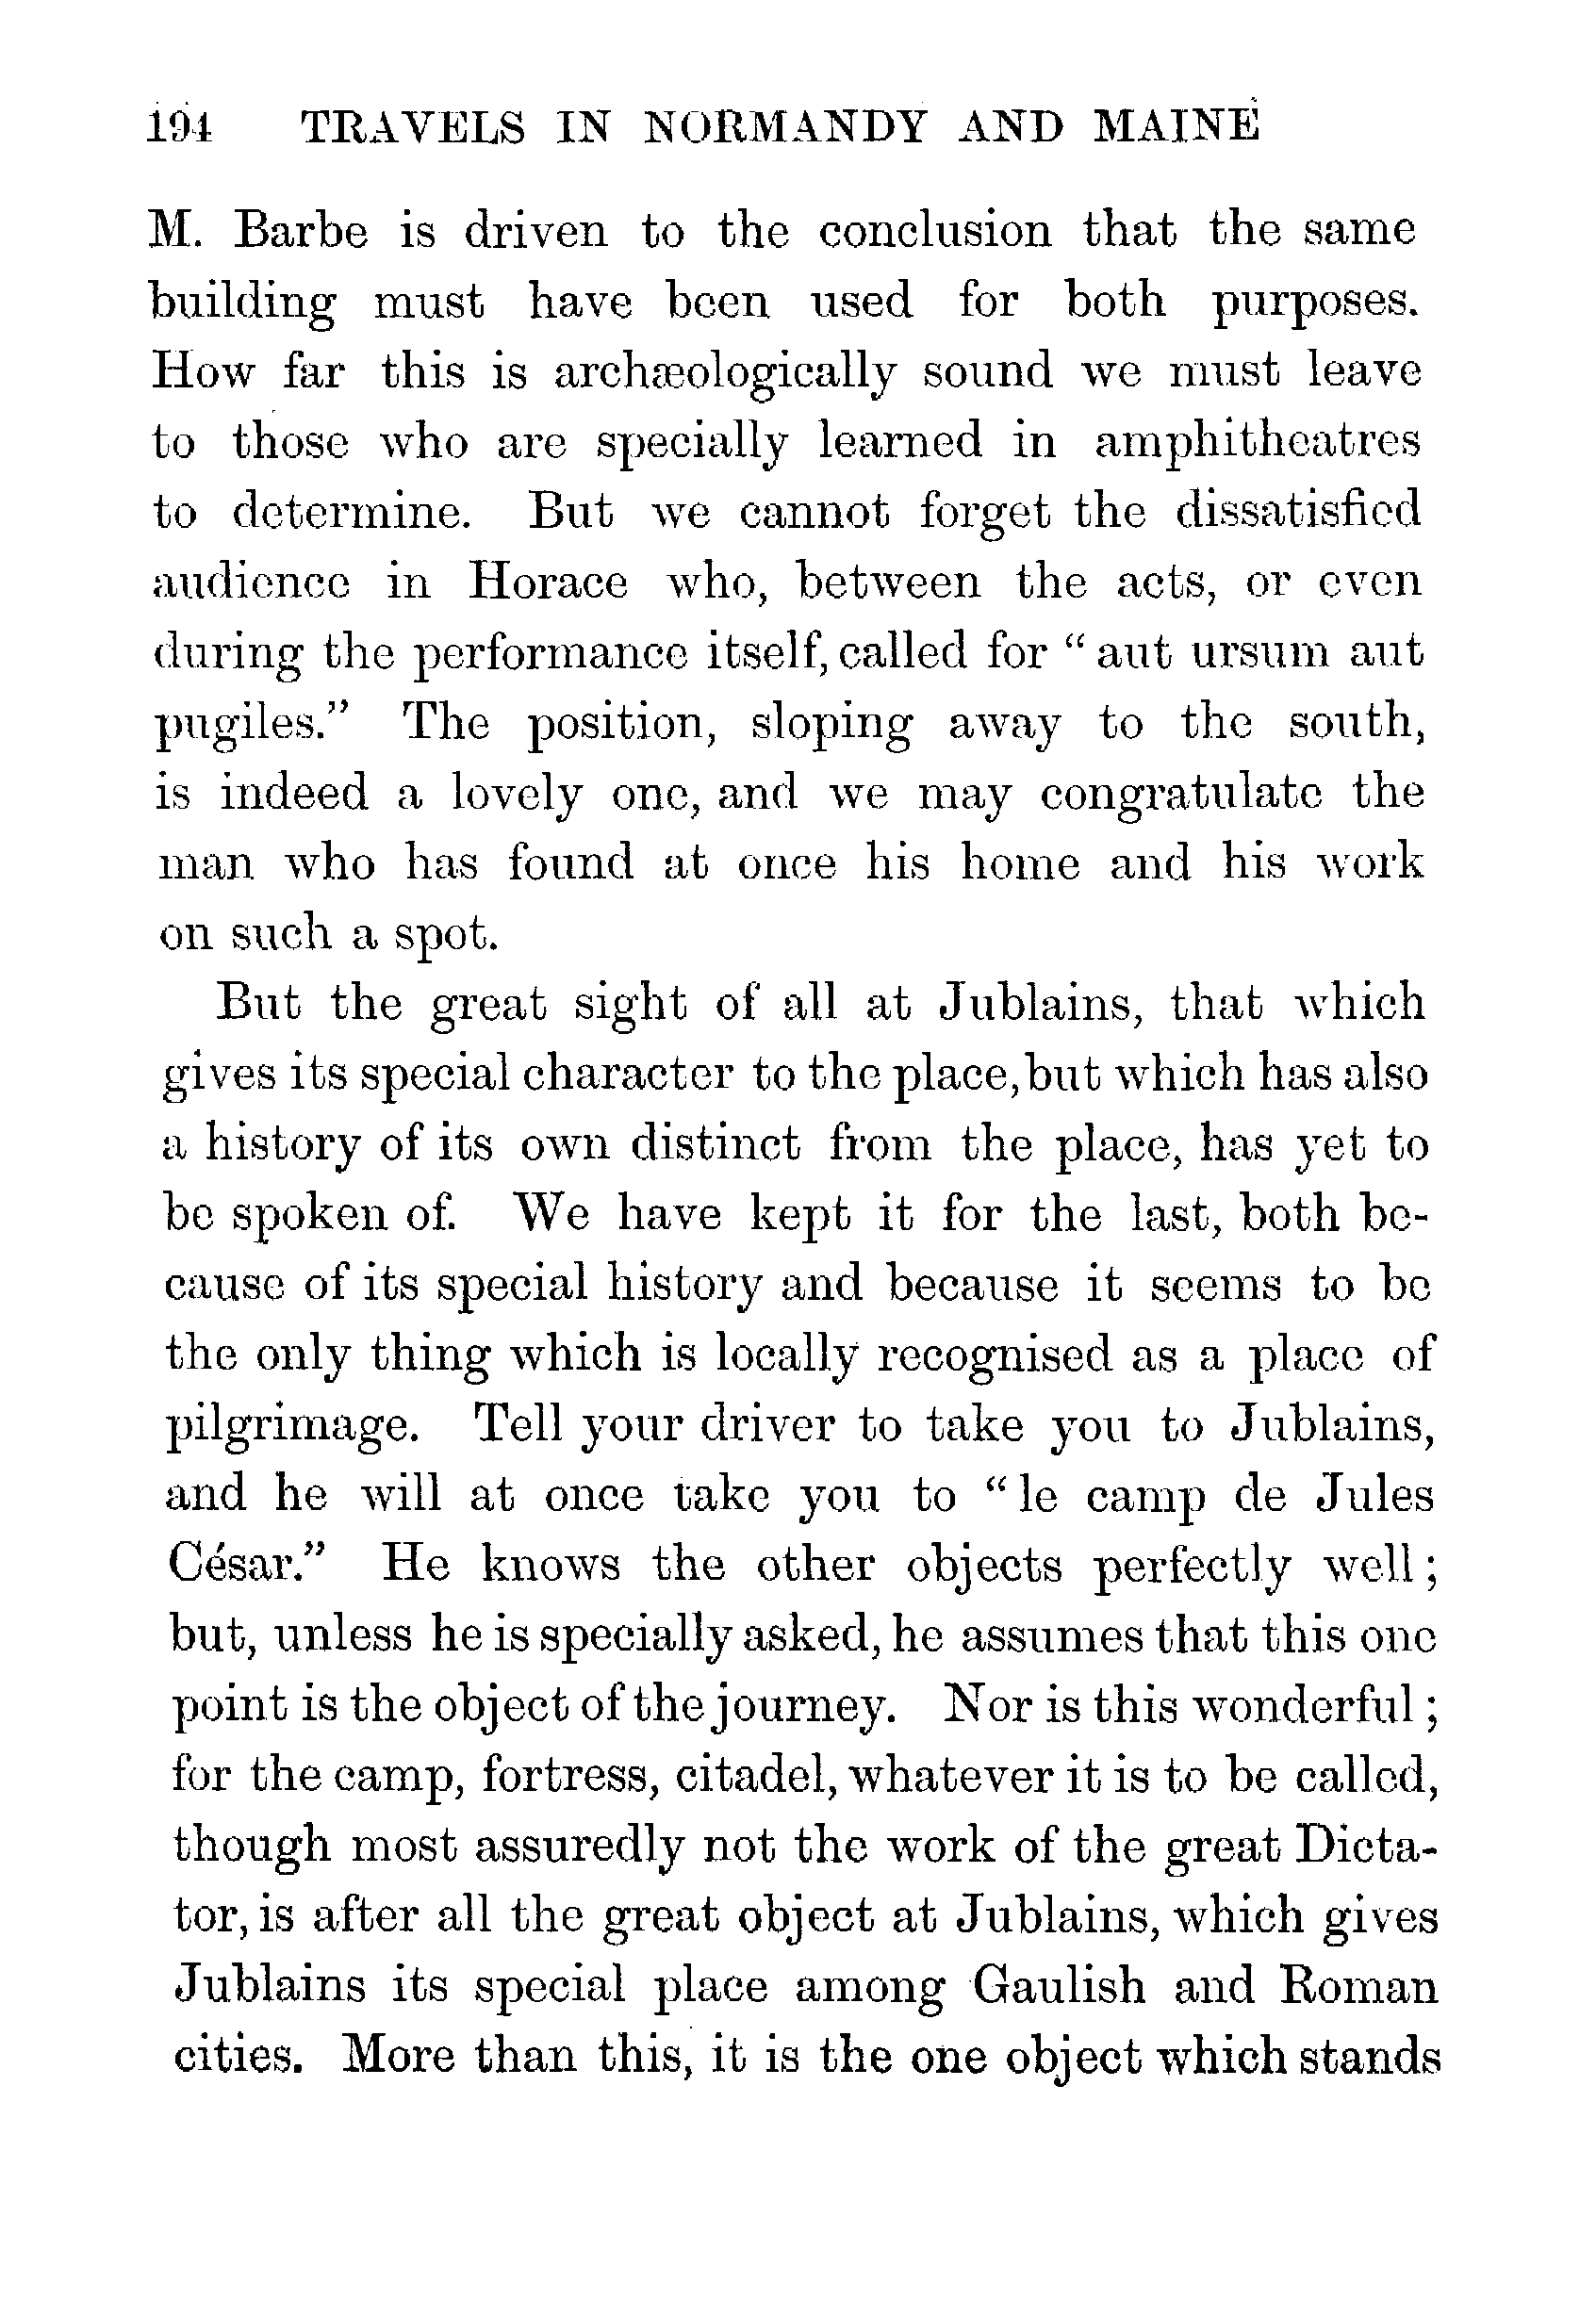 194 TRAVELS IN NORMANDY AND MAINE
M. Barbe is driven to the conclusion that the same
building must have been used for both purposes.
How far this is archæologically sound we must leave
to those who are specially learned in amphitheatres
to determine. But we cannot forget the dissatisfied
audience in Horace who, between the acts, or even
during the performance itself, called for “aut ursum aut
pugiles.” The position, sloping away to the south,
is indeed a lovely one, and we may congratulate the
man who has found at once his home and his work
on such a spot.
But the great sight of all at Jublains, that which
gives its special character to the place, but which has also
a history of its own distinct from the place, has yet to
be spoken of. We have kept it for the last, both be-
cause of its special history and because it seems to be
the only thing which is locally recognised as a place of
pilgrimage. Tell your driver to take you to Jublains,
and he will at once take you to “le camp de Jules
César.” He knows the other objects perfectly well;
but, unless he is specially asked, he assumes that this one
point is the object of the journey. Nor is this wonderful;
for the camp, fortress, citadel, whatever it is to be called,
though most assuredly not the work of the great Dicta-
tor, is after all the great object at Jublains, which gives
Jublains its special place among Gaulish and Roman
cities. More than this, it is the one object which stands